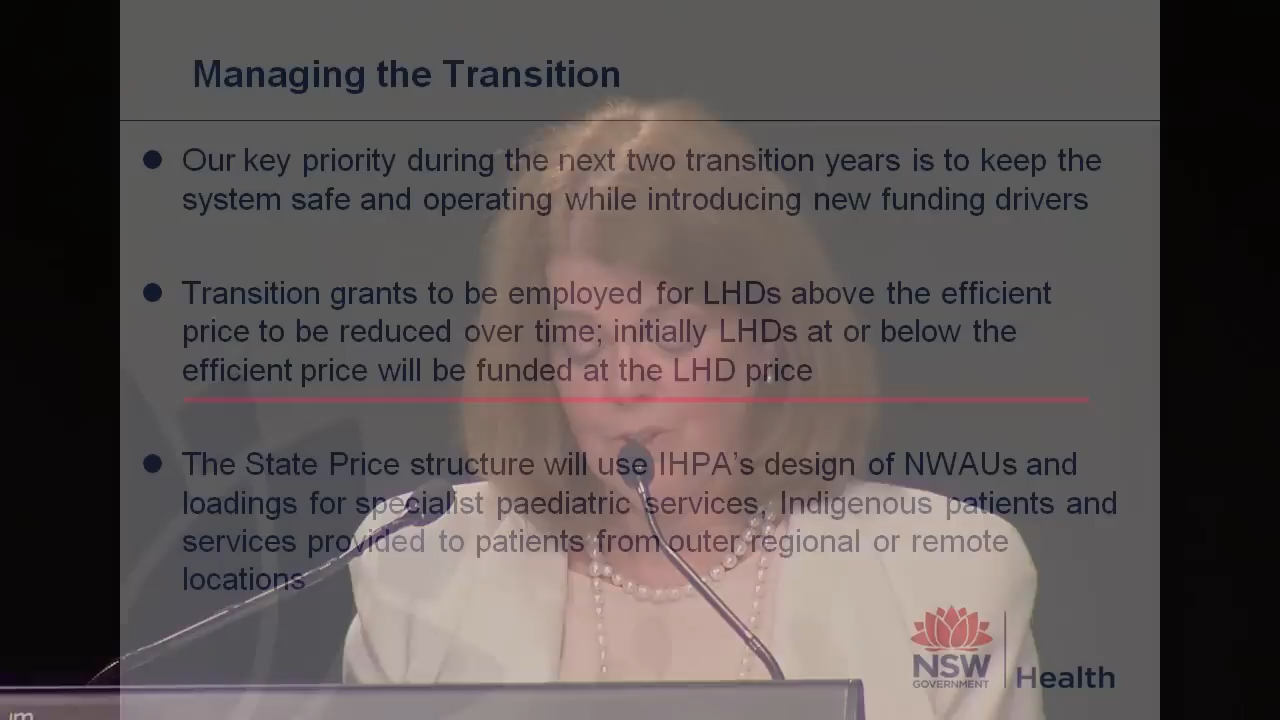 Managing the Transition
Our key priority during the next two transition years is to keep the
system safe and operating while introducing new funding drivers
Transition grants to be employed for LHDs above the efficient
price to be reduced over time; initially LHDs at or below the
efficient price will be funded at the LHD price
The State Price structure will use IHPA's design of NWAUs and
loadings for specialist paediatric services, Indigenous patients and
services provided to patients from outer regional or remote
locations
NSW
GOVERNMENT
Health
um